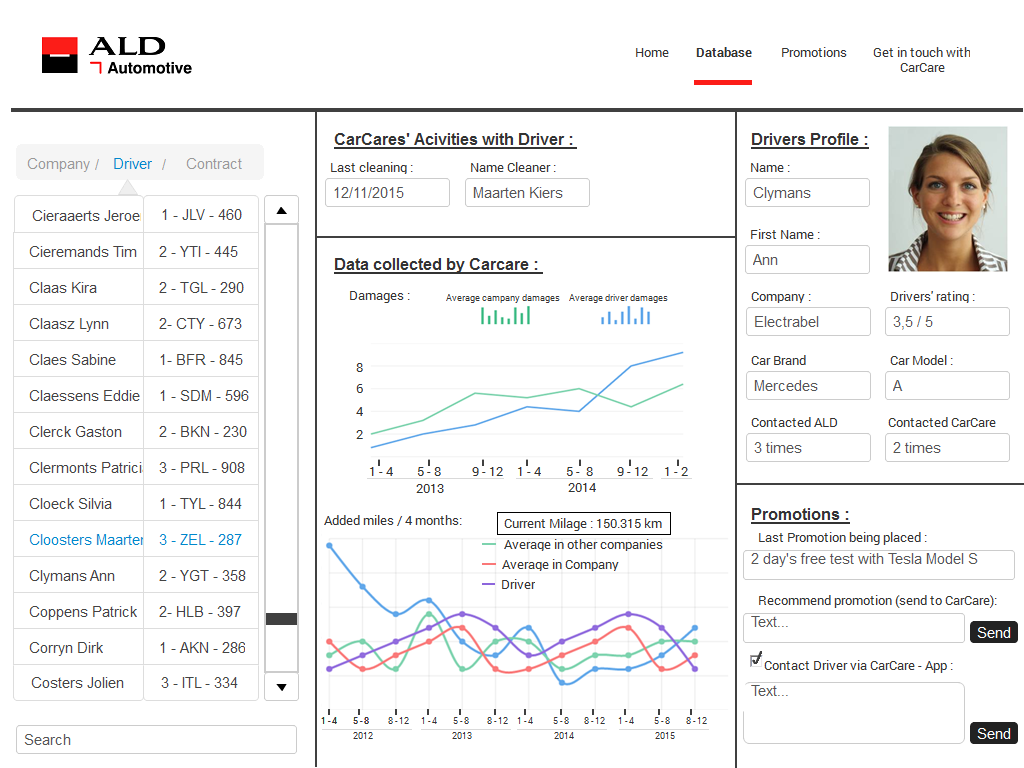 ALD
Automotive
Home
Database
Promotions
Get in touch with
CarCare
Company / Driver / Contract
Cieraaerts Jeroe 1 - JLV - 460
Cieremands Tim 2 - YTI - 445
Claas Kira 2 - TGL - 290
Claasz Lynn 2- CTY - 673
Claes Sabine 1- BFR - 845
Claessens Eddie 1 - SDM - 596
Clerck Gaston 2 - BKN - 230
Clermonts Patricia 3 - PRL - 908
Cloeck Silvia 1 - TYL - 844
Cloosters Maarten 3 - ZEL - 287
Clymans Ann 2 - YGT - 358
Coppens Patrick 2- HLB - 397
Corryn Dirk 1 - AKN - 286
Costers Jolien 3 - ITL - 334
Search
CarCares' Acivities with Driver :
Last cleaning : Name Cleaner :
12/11/2015 Maarten Kiers
Data collected by Carcare :
Damages : Average campany damages Average driver damages
8
6
4
2
1 - 4 5 - 8 9 - 12 1 - 4 5 - 8 9 - 12 1 - 2
2013 2014
Added miles / 4 months:
Current Milage : 150.315 km
Average in other companies
Average in Company
Driver
1 - 4 5 - 8 8 - 12 1 - 4 5 - 8 8 - 12 1 - 4 5 - 8 8 - 12 1 - 4 5 - 8 8 - 12
2012 2013 2014 2015
Drivers Profile :
Name :
Clymans
First Name :
Ann
Company : Drivers' rating :
Electrabel 3,5 / 5
Car Brand Car Model :
Mercedes A
Contacted ALD Contacted CarCare
3 times 2 times
Promotions :
Last Promotion being placed :
2 day's free test with Tesla Model S
Recommend promotion (send to CarCare):
Text...
Send
Contact Driver via CarCare - App :
Text...
Send